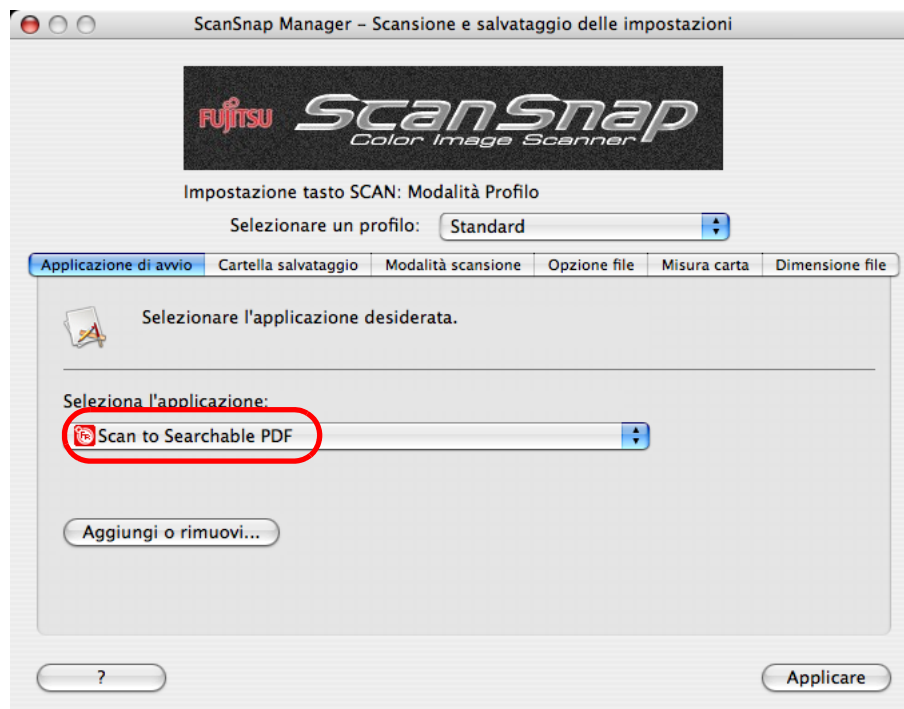 ScanSnap Manager – Scansione e salvataggio delle impostazioni
FUJITSU ScanSnap
Color Image Scanner
Impostazione tasto SCAN: Modalità Profilo
Selezionare un profilo: Standard
Applicazione di avvio Cartella salvataggio Modalità scansione Opzione file Misura carta Dimensione file
Selezionare l'applicazione desiderata.
Seleziona l'applicazione:
Scan to Searchable PDF
Aggiungi o rimuovi...
? Applicare